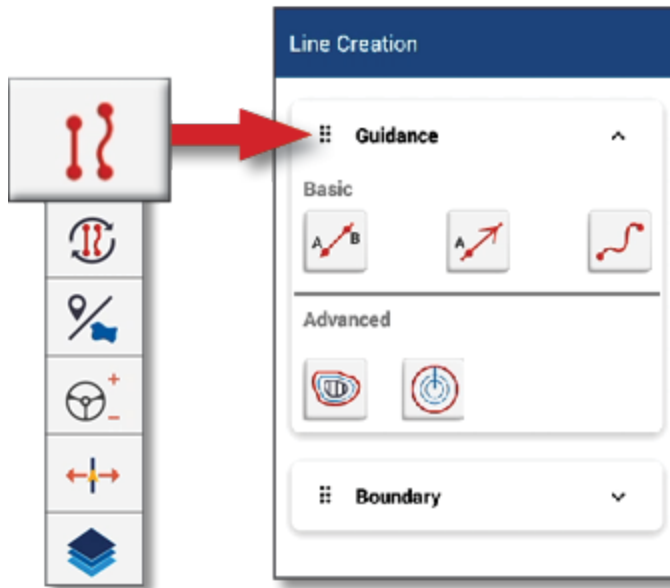 Line Creation
Guidance
Basic
A B
A
Advanced
Boundary